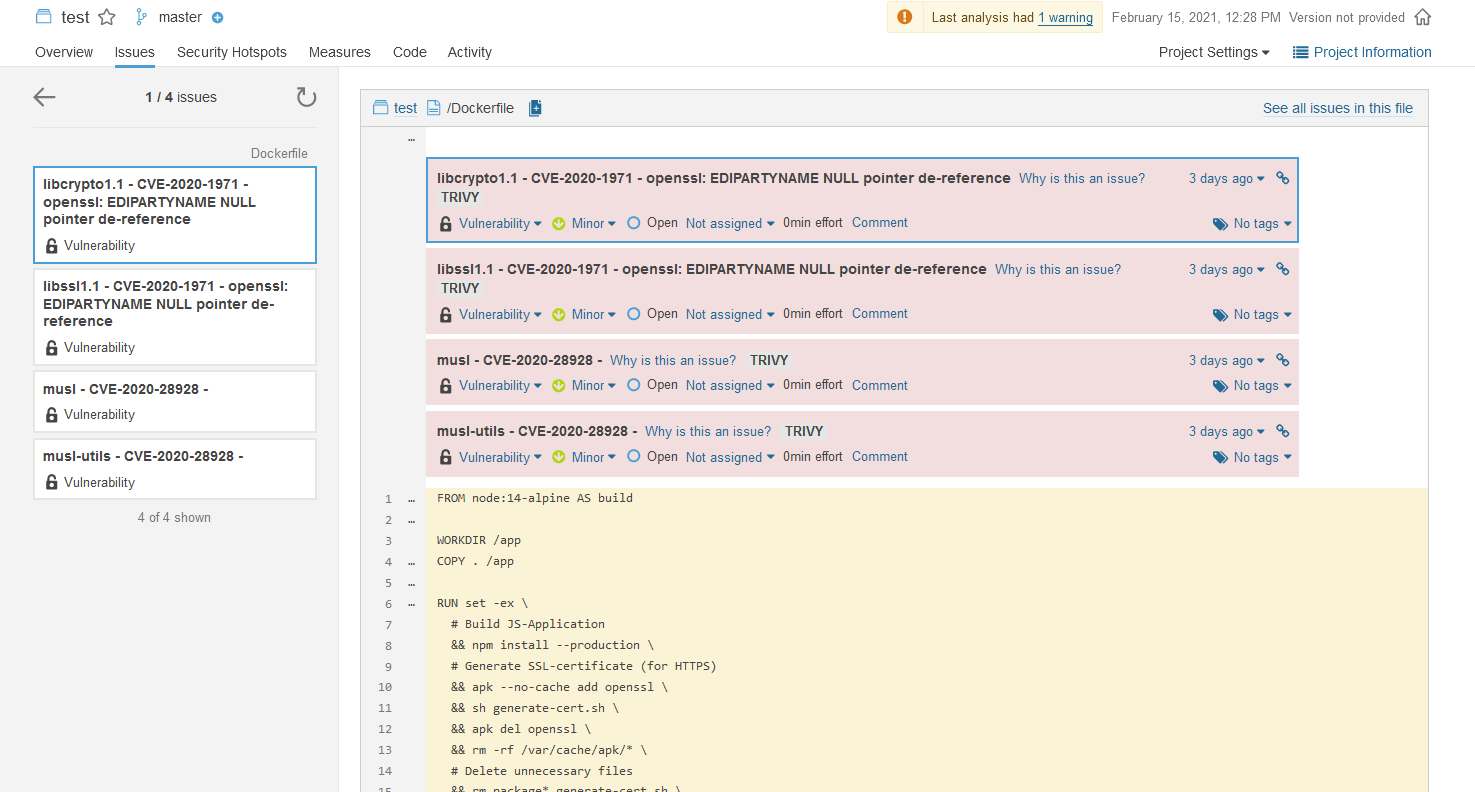 test master Last analysis had 1 warning February 15, 2021, 12:28 PM Version not provided
Overview Issues Security Hotspots Measures Code Activity Project Settings Project Information
1 / 4 issues
Dockerfile
libcrypto1.1 - CVE-2020-1971 -
openssl: EDIPARTYNAME NULL
pointer de-reference
Vulnerability
libssl1.1 - CVE-2020-1971 - openssl:
EDIPARTYNAME NULL pointer de-
reference
Vulnerability
musl - CVE-2020-28928 -
Vulnerability
musl-utils - CVE-2020-28928 -
Vulnerability
4 of 4 shown
test /Dockerfile See all issues in this file
...
libcrypto1.1 - CVE-2020-1971 - openssl: EDIPARTYNAME NULL pointer de-reference Why is this an issue? 3 days ago
TRIVY
Vulnerability Minor Open Not assigned 0min effort Comment No tags
libssl1.1 - CVE-2020-1971 - openssl: EDIPARTYNAME NULL pointer de-reference Why is this an issue? 3 days ago
TRIVY
Vulnerability Minor Open Not assigned 0min effort Comment No tags
musl - CVE-2020-28928 - Why is this an issue? TRIVY 3 days ago
Vulnerability Minor Open Not assigned 0min effort Comment No tags
musl-utils - CVE-2020-28928 - Why is this an issue? TRIVY 3 days ago
Vulnerability Minor Open Not assigned 0min effort Comment No tags
1 ... FROM node:14-alpine AS build
2 ...
3 WORKDIR /app
4 ... COPY . /app
5 ...
6 ... RUN set -ex \
7 # Build JS-Application
8 && npm install --production \
9 # Generate SSL-certificate (for HTTPS)
10 && apk --no-cache add openssl \
11 && sh generate-cert.sh \
12 && apk del openssl \
13 && rm -rf /var/cache/apk/* \
14 # Delete unnecessary files
15 && rm package* generate-cert.sh \